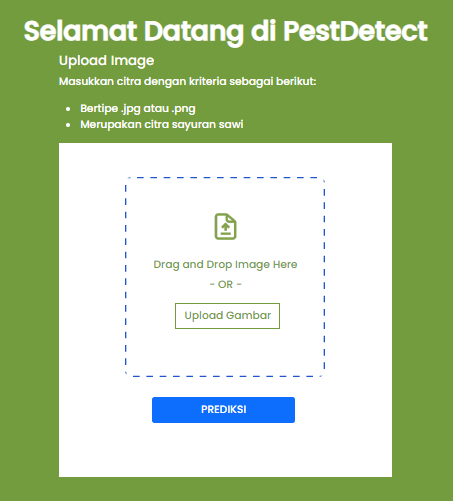 Selamat Datang di PestDetect
Upload Image
Masukkan citra dengan kriteria sebagai berikut:
• Bertipe .jpg atau .png
• Merupakan citra sayuran sawi
Drag and Drop Image Here
- OR -
Upload Gambar
PREDIKSI